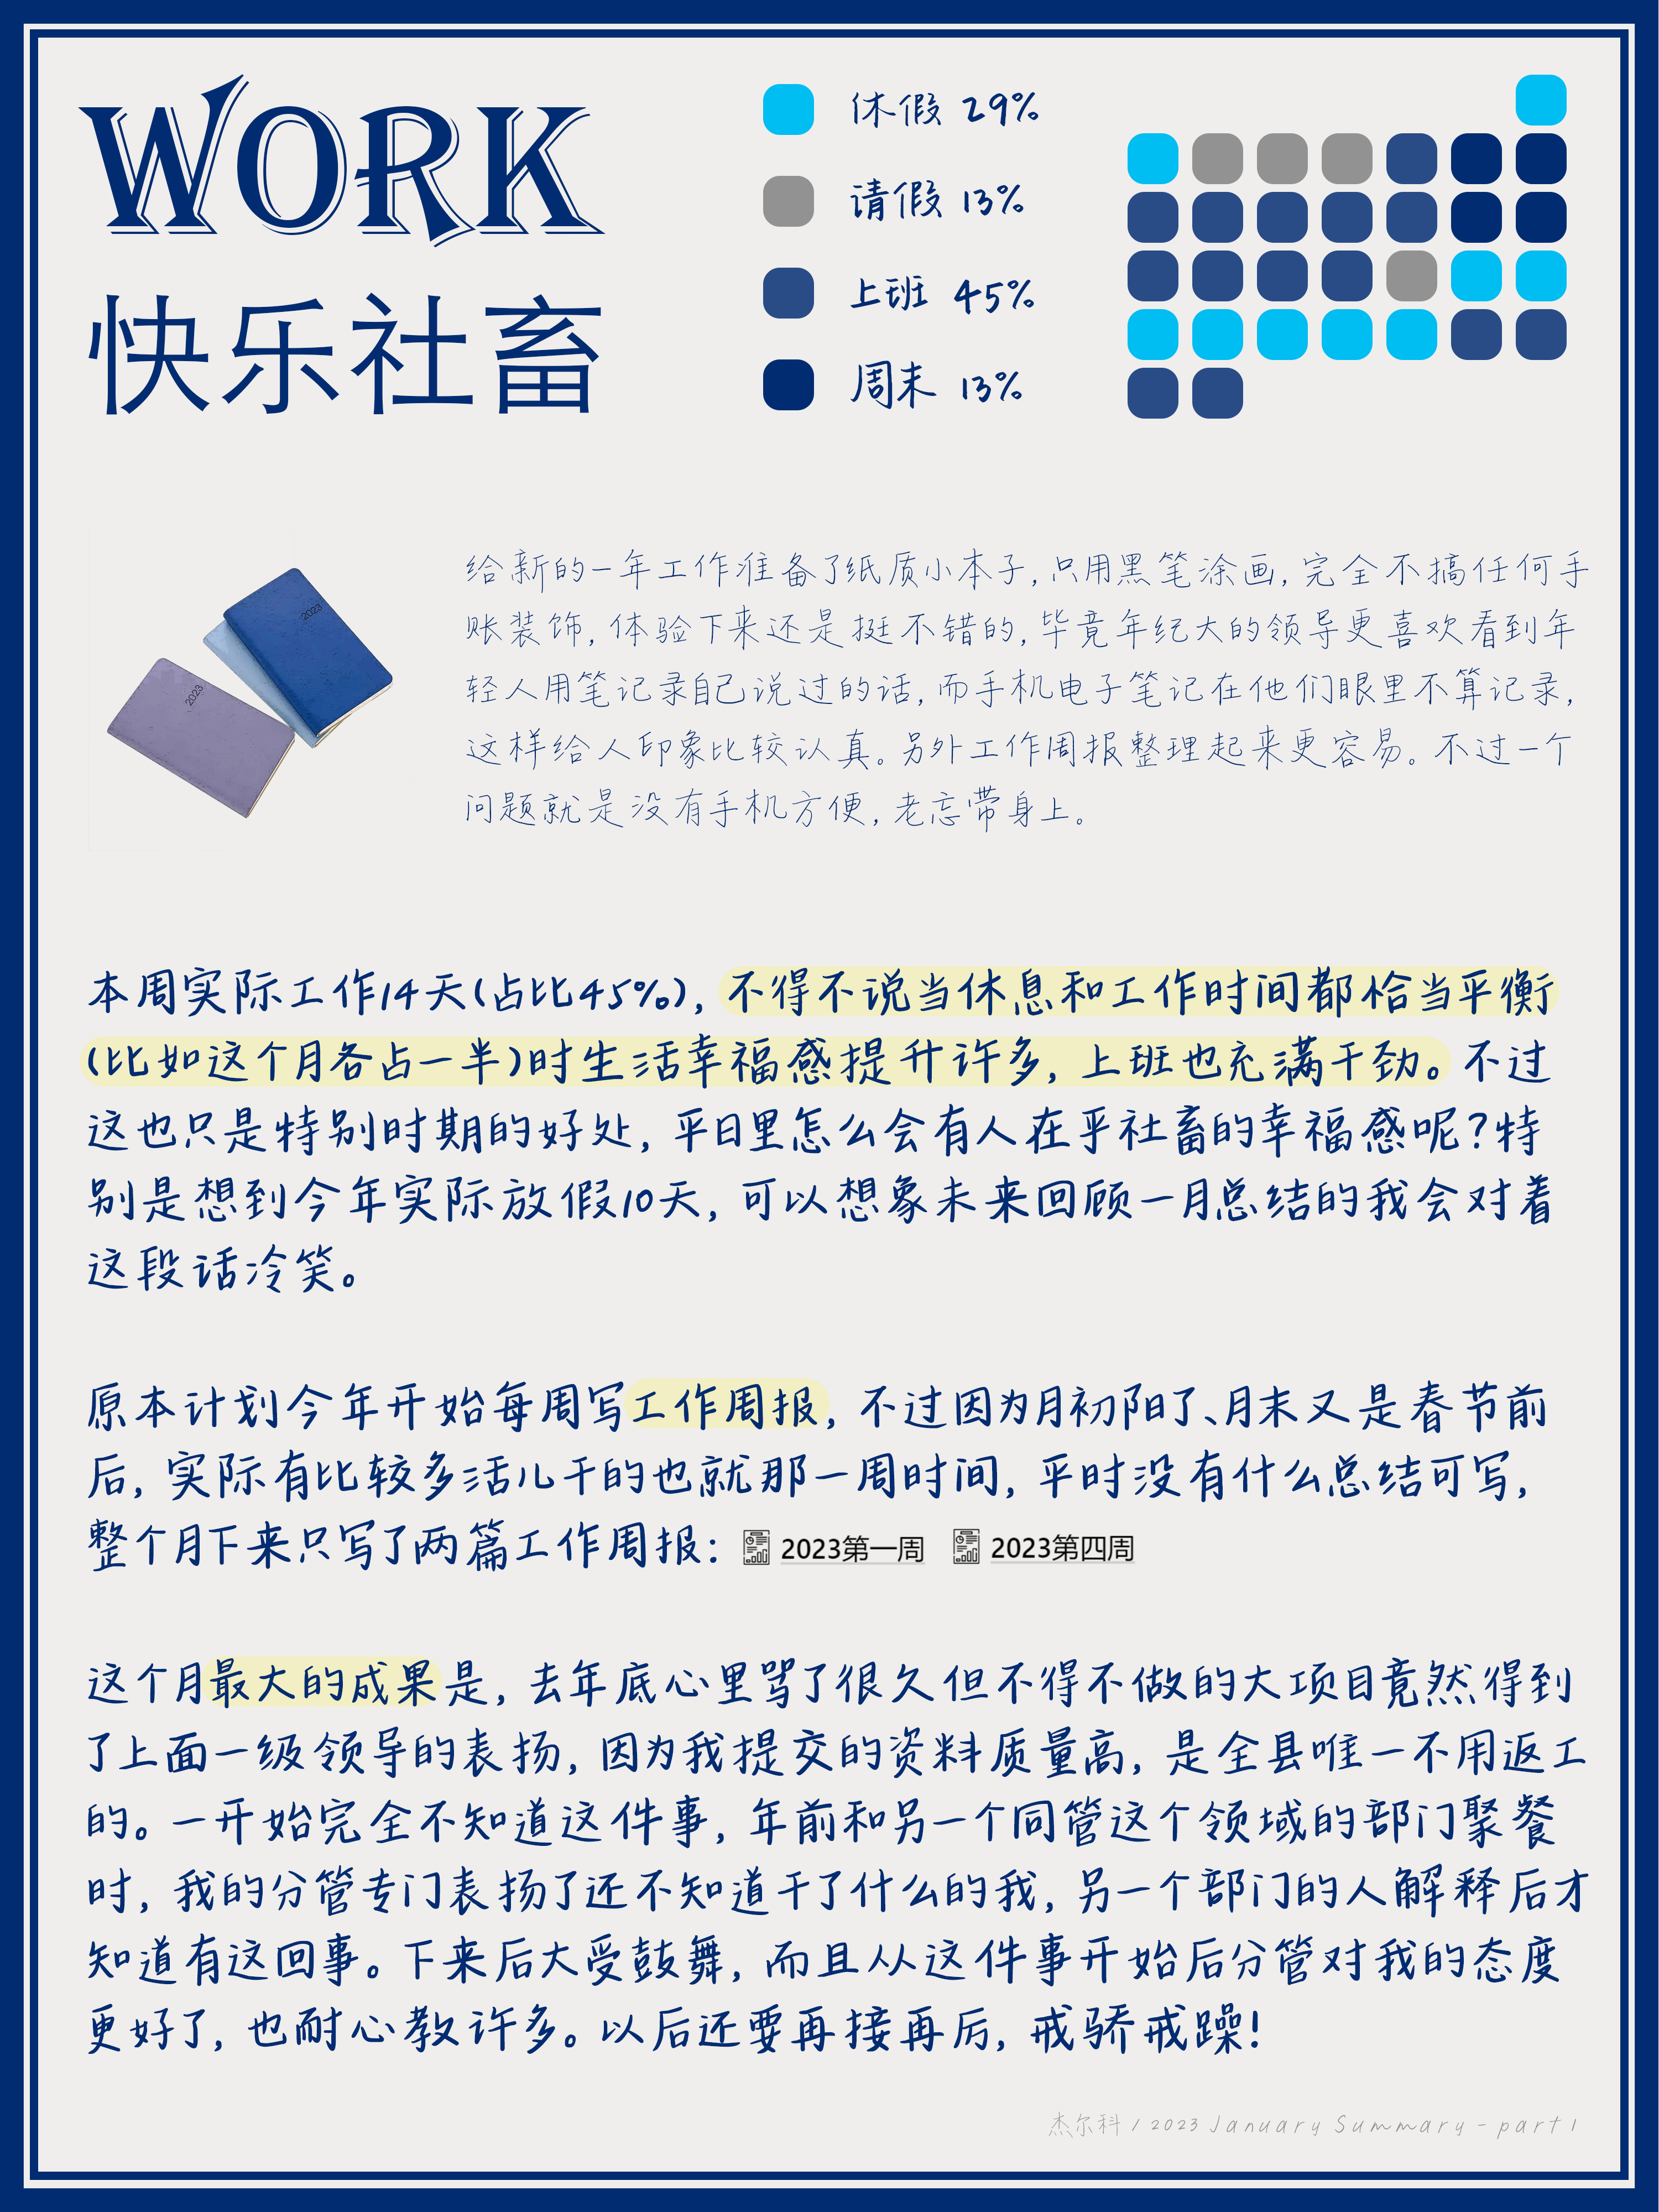 WORK
快乐社畜
休假 29%
请假 13%
上班 45%
周末 13%
2023
2023
给新的一年工作准备了纸质小本子, 只用黑笔涂画, 完全不搞任何手
账装饰, 体验下来还是挺不错的, 毕竟年纪大的领导更喜欢看到年
轻人用笔记录自己说过的话, 而手机电子笔记在他们眼里不算记录,
这样给人印象比较认真。另外工作周报整理起来更容易。不过一个
问题就是没有手机方便, 老忘带身上。
本周实际工作14天(占比45%), 不得不说当休息和工作时间都恰当平衡
(比如这个月各占一半)时生活幸福感提升许多, 上班也充满干劲。不过
这也只是特别时期的好处, 平日里怎么会有人在乎社畜的幸福感呢?特
别是想到今年实际放假10天, 可以想象未来回顾一月总结的我会对着
这段话冷笑。
原本计划今年开始每周写工作周报, 不过因为月初阳了、月末又是春节前
后, 实际有比较多活儿干的也就那一周时间, 平时没有什么总结可写,
整个月下来只写了两篇工作周报: 2023第一周 2023第四周
这个月最大的成果是, 去年底心里骂了很久但不得不做的大项目竟然得到
了上面一级领导的表扬, 因为我提交的资料质量高, 是全县唯一不用返工
的。一开始完全不知道这件事, 年前和另一个同管这个领域的部门聚餐
时, 我的分管专门表扬了还不知道干了什么的我, 另一个部门的人解释后才
知道有这回事。下来后大受鼓舞, 而且从这件事开始后分管对我的态度
更好了, 也耐心教许多。以后还要再接再厉, 戒骄戒躁!
杰尔科 / 2023 January Summary - part 1